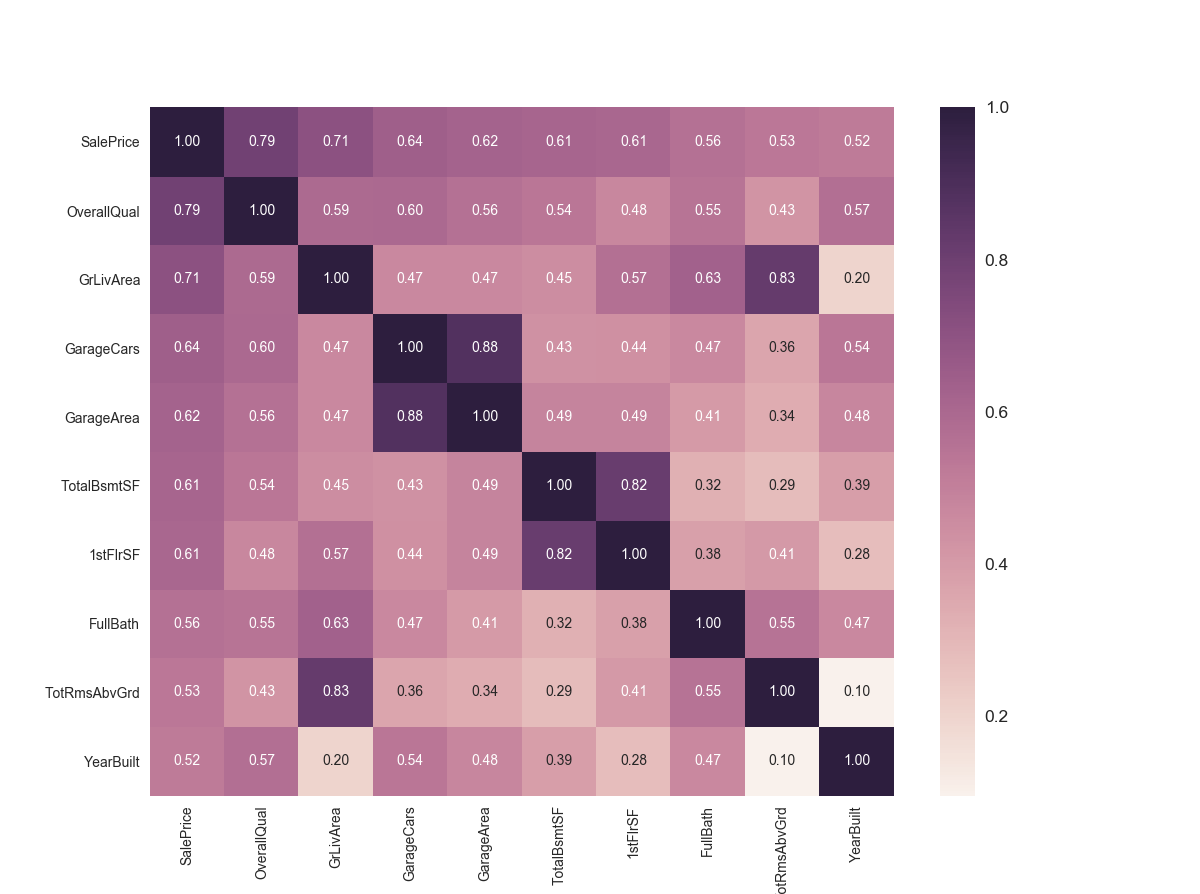 SalePrice 1.00 0.79 0.71 0.64 0.62 0.61 0.61 0.56 0.53 0.52
OverallQual 0.79 1.00 0.59 0.60 0.56 0.54 0.48 0.55 0.43 0.57
GrLivArea 0.71 0.59 1.00 0.47 0.47 0.45 0.57 0.63 0.83 0.20
GarageCars 0.64 0.60 0.47 1.00 0.88 0.43 0.44 0.47 0.36 0.54
GarageArea 0.62 0.56 0.47 0.88 1.00 0.49 0.49 0.41 0.34 0.48
TotalBsmtSF 0.61 0.54 0.45 0.43 0.49 1.00 0.82 0.32 0.29 0.39
1stFlrSF 0.61 0.48 0.57 0.44 0.49 0.82 1.00 0.38 0.41 0.28
FullBath 0.56 0.55 0.63 0.47 0.41 0.32 0.38 1.00 0.55 0.47
TotRmsAbvGrd 0.53 0.43 0.83 0.36 0.34 0.29 0.41 0.55 1.00 0.10
YearBuilt 0.52 0.57 0.20 0.54 0.48 0.39 0.28 0.47 0.10 1.00
SalePrice
OverallQual
GrLivArea
GarageCars
GarageArea
TotalBsmtSF
1stFlrSF
FullBath
otRmsAbvGrd
YearBuilt
1.0
0.8
0.6
0.4
0.2